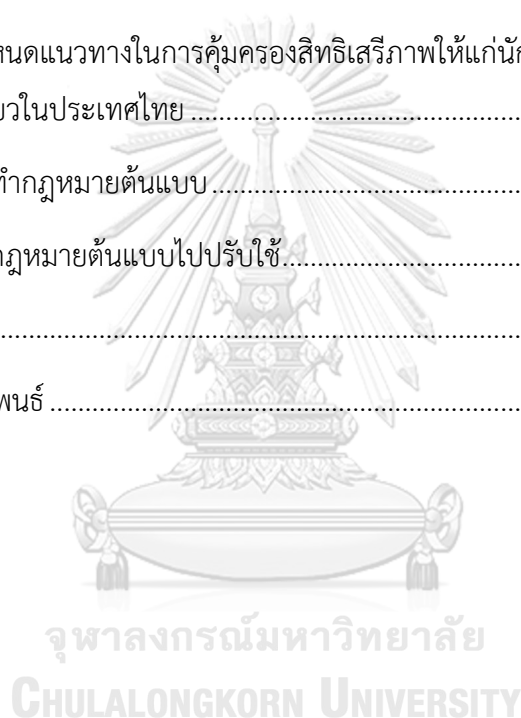 หนดแนวทางในการคุ้มครองสิทธิเสรีภาพให้แก่นัก
ยวในประเทศไทย ........................................................
ทำกฎหมายต้นแบบ .....................................................
กฎหมายต้นแบบไปปรับใช้..........................................
...............................................................................
พนธ์ ..........................................................................
จุฬาลงกรณ์มหาวิทยาลัย
CHULALONGKORN UNIVERSITY